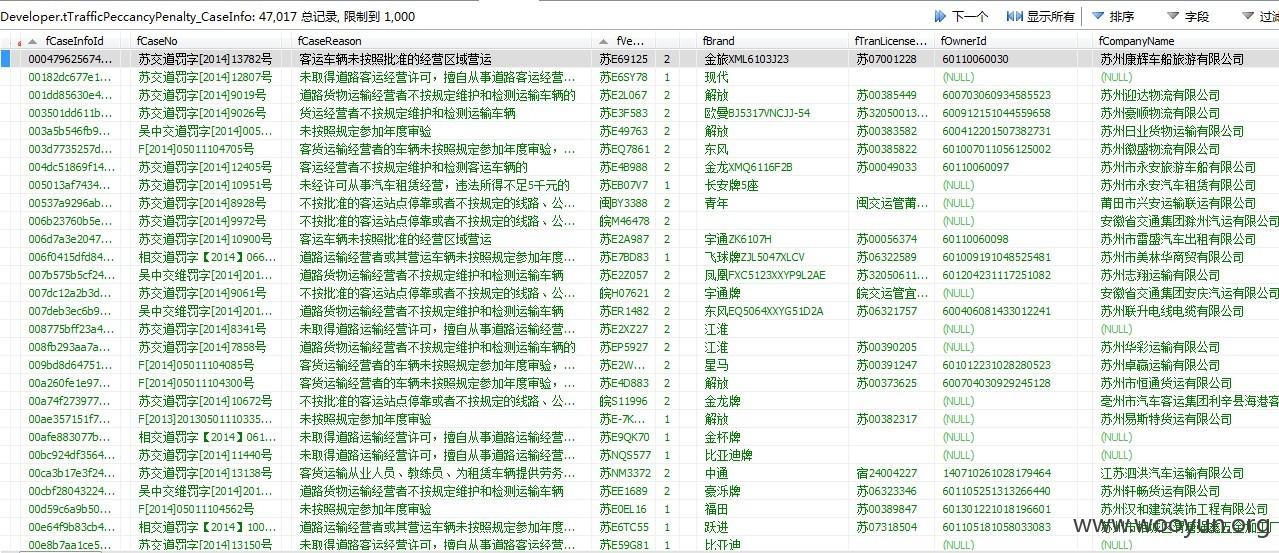 Developer.tTrafficPeccancyPenalty_CaseInfo: 47,017 总记录, 限制到 1,000 下一个 显示所有 排序 字段 过滤
fCaseInfoId fCaseNo fCaseReason fVe... fBrand fTranLicense... fOwnerId fCompanyName
000479625674... 苏交道罚字[2014]13782号 客运车辆未按照批准的经营区域营运 苏E69125 2 金旅XML6103J23 苏07001228 60110060030 苏州康辉车船旅游有限公司
00182dc677e1... 苏交道罚字[2014]12807号 未取得道路客运经营许可，擅自从事道路客运经营... 苏E6SY78 1 现代 (NULL) (NULL)
001dd85630e4... 苏交道罚字[2014]9019号 道路货物运输经营者不按规定维护和检测运输车辆的 苏E2L067 2 解放 苏00385449 600703060934585523 苏州迎达物流有限公司
003501dd611b... 苏交道罚字[2014]9026号 货运经营者不按规定维护和检测运输车辆 苏E3F583 2 欧曼BJ5317VNCJJ-54 苏32050013... 600912151044559658 苏州豪顺物流有限公司
003a5b546fb9... 吴中交道罚字[2014]005... 未按照规定参加年度审验 苏E49763 2 解放 苏00383582 600412201507382731 苏州日业货物运输有限公司
003d7735257d... F[2014]05011104705号 客货运输经营者的车辆未按照规定参加年度审验，... 苏EQ7861 2 东风 苏00385822 601007011056125002 苏州徽盛物流有限公司
004dc51869f14... 苏交道罚字[2014]12405号 客运经营者不按规定维护和检测客运车辆的 苏E4B988 2 金龙XMQ6116F2B 苏00049033 60110060097 苏州市永安旅游车船有限公司
005013af7434... 苏交道罚字[2014]10951号 未经许可从事汽车租赁经营，违法所得不足5千元的 苏EB07V7 1 长安牌5座 (NULL) 苏州市永安汽车租赁有限公司
00537a9296ab... 苏交道罚字[2014]8928号 不按批准的客运站点停靠或者不按规定的线路、公... 闽BY3388 2 青年 闽交运管莆... (NULL) 莆田市兴安运输联运有限公司
006b23760b5e... 苏交道罚字[2014]9972号 不按批准的客运站点停靠或者不按规定的线路、公... 皖M46478 2 (NULL) 安徽省交通集团滁州汽运有限公司
006d7a3e2047... 苏交道罚字[2014]10900号 客运车辆未按照批准的经营区域营运 苏E2A987 2 宇通ZK6107H 苏00056374 60110060098 苏州市雷盛汽车出租有限公司
006f0415dfd84... 相交道罚字【2014】066... 道路运输经营者或其营运车辆未按照参加年度... 苏E7BD83 1 飞球牌ZJL5047XLCV 苏06322589 601009191048525481 苏州市美林华商贸有限公司
007b575b5cf24... 吴中交维罚字[2014]201... 道路货物运输经营者不按规定维护和检测运输车辆 苏E2Z057 2 凤凰FXC5123XXYP9L2AE 苏32050611... 601204231117251082 苏州志翔运输有限公司
007dc12a2b3d... 苏交道罚字[2014]9061号 不按批准的客运站点停靠或者不按规定的线路、公... 皖H07621 2 宇通牌 皖交运管宜... (NULL) 安徽省交通集团安庆汽运有限公司
007deb3ec6b9... 吴中交维罚字[2014]201... 道路货物运输经营者不按规定维护和检测运输车辆 苏ER1482 2 东风EQ5064XXYG51D2A 苏06321757 600406081433012241 苏州联升电线电缆有限公司
008775bff23a4... 苏交道罚字[2014]8341号 未取得道路运输经营许可，擅自从事道路运输经营... 苏E2XZ27 2 江淮 (NULL) (NULL)
008fb293aa7a... 苏交道罚字[2014]7858号 道路货物运输经营者不按规定维护和检测运输车辆的 苏EP5927 2 江淮 苏00390205 苏州华彩运输有限公司
009bd8d64751... F[2014]05011104085号 客货运输经营者的车辆未按照规定参加年度审验，... 苏E2W... 2 星马 苏00391247 601012231028280523 苏州卓赢运输有限公司
00a260fe1e97... F[2014]05011104300号 客货运输经营者的车辆未按照规定参加年度审验，... 苏E4D883 2 解放 苏00373625 600704030929245128 苏州市恒通货运有限公司
00a74f273977... 苏交道罚字[2014]10672号 不按批准的客运站点停靠或者不按规定的线路、公... 皖S11996 2 金龙牌 (NULL) 亳州市汽车客运集团利辛县海港客
00ae357151f7... F[2013]20130501110335... 未按照规定参加年度审验 苏E-7K... 1 解放 苏00382317 (NULL) 苏州易斯特货运有限公司
00afe883077b... 相交道罚字【2014】061... 未取得道路运输经营许可，擅自从事道路运输经营... 苏E9QK70 1 金杯牌 (NULL) (NULL)
00bc924df3564... 苏交道罚字[2014]11440号 未取得道路运输经营许可，擅自从事道路运输经营... 苏NQS577 1 比亚迪牌 (NULL) (NULL)
00ca3b17e3f24... 苏交道罚字[2014]13138号 客货运输从业人员、教练员、为租赁车辆提供劳务... 苏NM3372 2 中通 宿24004227 140710261028179464 江苏泗洪汽车运输有限公司
00cbf28043224... 吴中交维罚字[2014]201... 道路货物运输经营者不按规定维护和检测运输车辆 苏EE1689 2 豪泺牌 苏06323346 601105251313266440 苏州轩畅货运有限公司
00d59c6a9b50... F[2014]05011104562号 未按照规定参加年度审验的 苏E0EL16 1 福田 苏00389847 601301221018196601 苏州汉和建筑装饰工程有限公司
00e64f9b83cb4... 相交道罚字【2014】100... 道路运输经营者或其营运车辆未按照参加年度... 苏E6TC55 1 跃进 苏07318504 601105181058033083
00e8b7aa1ce5... 苏交道罚字[2014]13150号 未取得道路运输经营许可，擅自从事道路运输经营... 苏E59G81 1 比亚迪 (NULL) (NULL)
www.wooyun.org